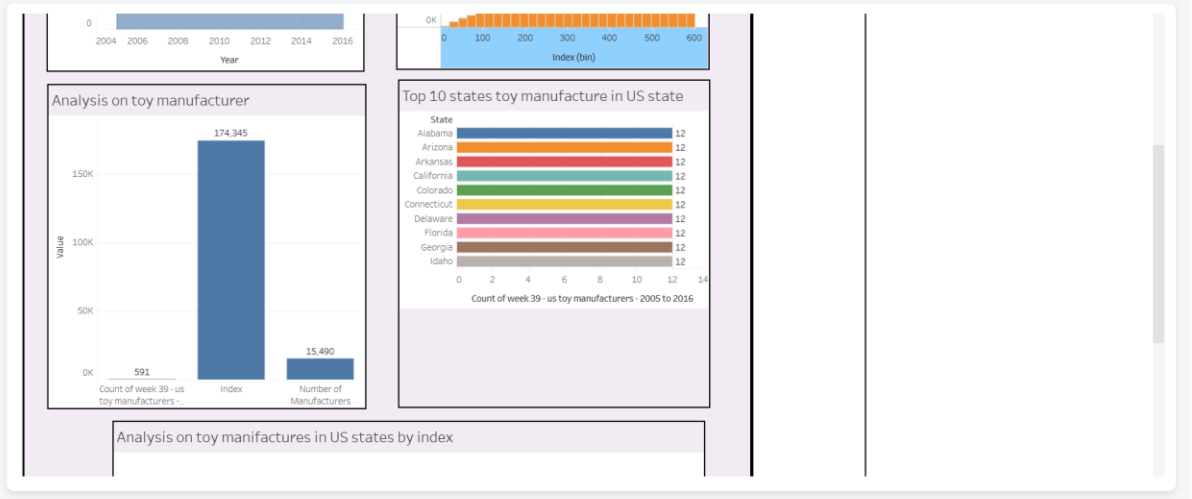 0
2004 2006 2008 2010 2012 2014 2016
Year
0K
0 100 200 300 400 500 600
Index (bin)
Analysis on toy manufacturer
174,345
150K
100K
50K
0K
Value
591
15,490
Count of week 39 - us
toy manufacturers -..
Index
Number of
Manufacturers
Top 10 states toy manufacture in US state
State
Alabama 12
Arizona 12
Arkansas 12
California 12
Colorado 12
Connecticut 12
Delaware 12
Florida 12
Georgia 12
Idaho 12
0 2 4 6 8 10 12 14
Count of week 39 - us toy manufacturers - 2005 to 2016
Analysis on toy manifactures in US states by index